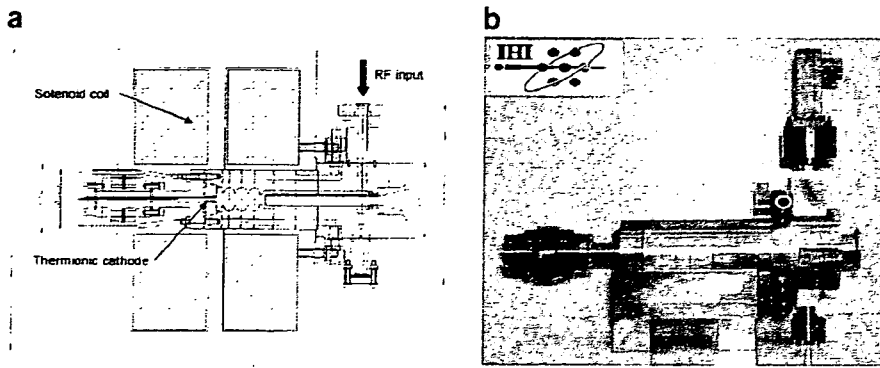 a
RF input
Solenoid coil
Thermionic cathode
b
IHI